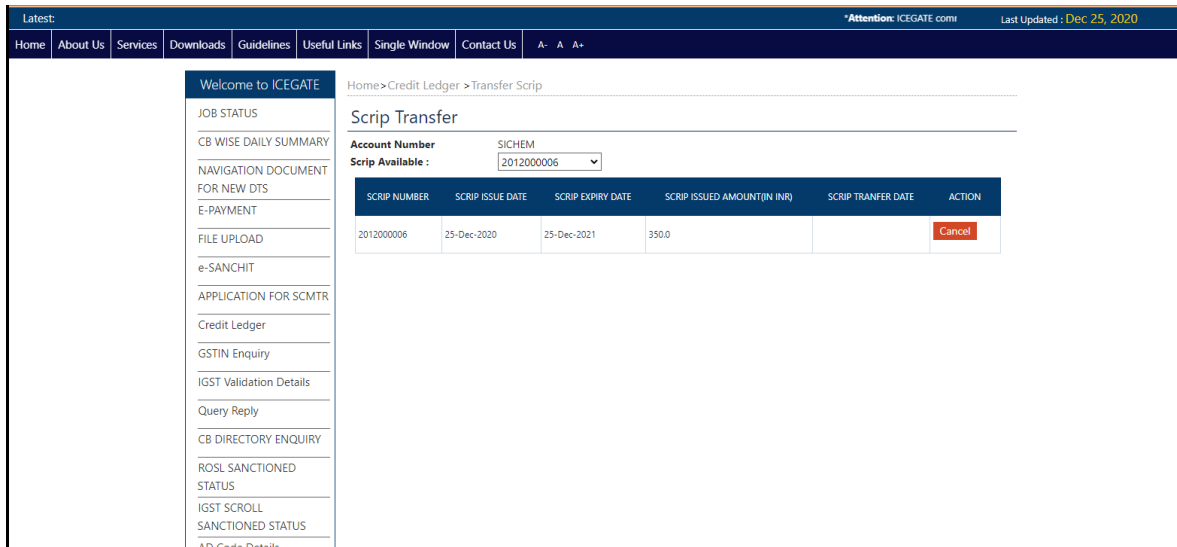 Latest:
*Attention: ICEGATE com
Last Updated : Dec 25, 2020
Home About Us Services Downloads Guidelines Useful Links Single Window Contact Us A- A A+
Welcome to ICEGATE
JOB STATUS
CB WISE DAILY SUMMARY
NAVIGATION DOCUMENT
FOR NEW DTS
E-PAYMENT
FILE UPLOAD
e-SANCHIT
APPLICATION FOR SCMTR
Credit Ledger
GSTIN Enquiry
IGST Validation Details
Query Reply
CB DIRECTORY ENQUIRY
ROSL SANCTIONED
STATUS
IGST SCROLL
SANCTIONED STATUS
AD Code Details
Home>Credit Ledger >Transfer Scrip
Scrip Transfer
Account Number SICHEM
Scrip Available : 2012000006
SCRIP NUMBER SCRIP ISSUE DATE SCRIP EXPIRY DATE SCRIP ISSUED AMOUNT(IN INR) SCRIP TRANFER DATE ACTION
2012000006 25-Dec-2020 25-Dec-2021 350.0 Cancel